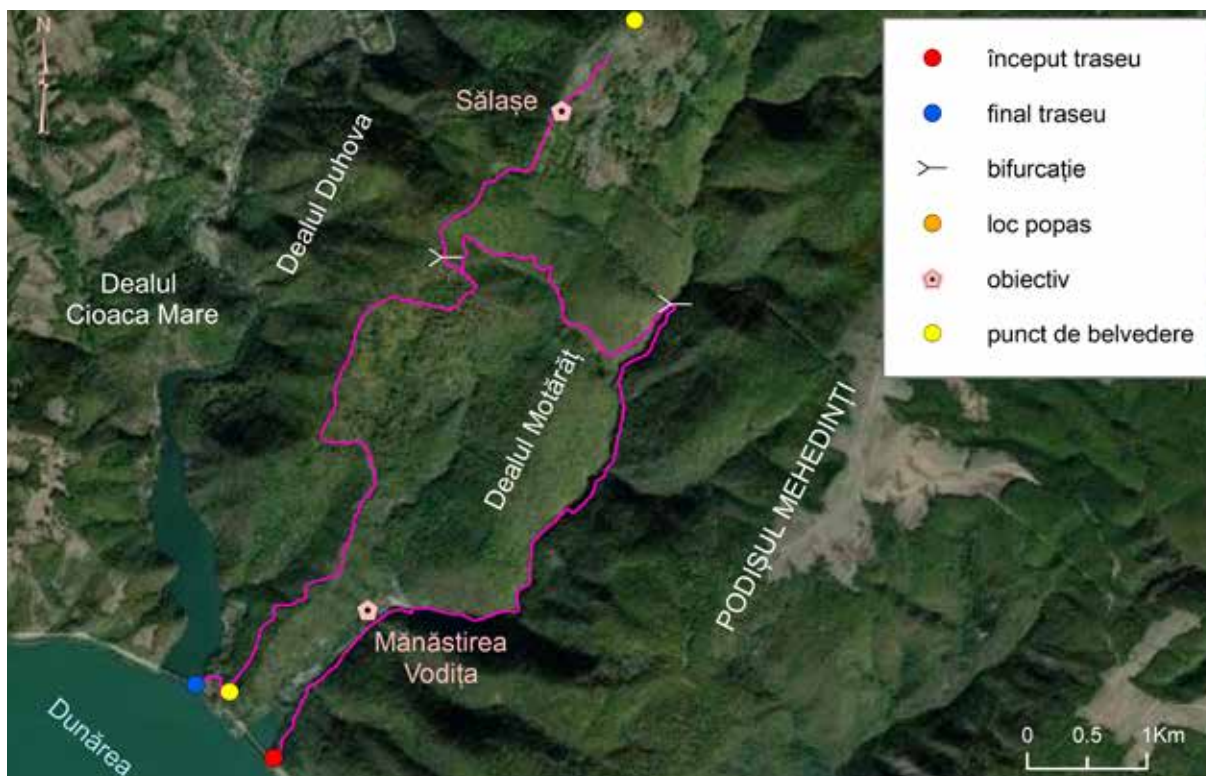 N
Sălașe
Dealul Duhova
Dealul
Cioaca Mare
Dealul Motărăț
PODIȘUL MEHEDINȚI
Mănăstirea
Vodița
Dunărea
început traseu
final traseu
bifurcație
loc popas
obiectiv
punct de belvedere
0 0.5 1Km